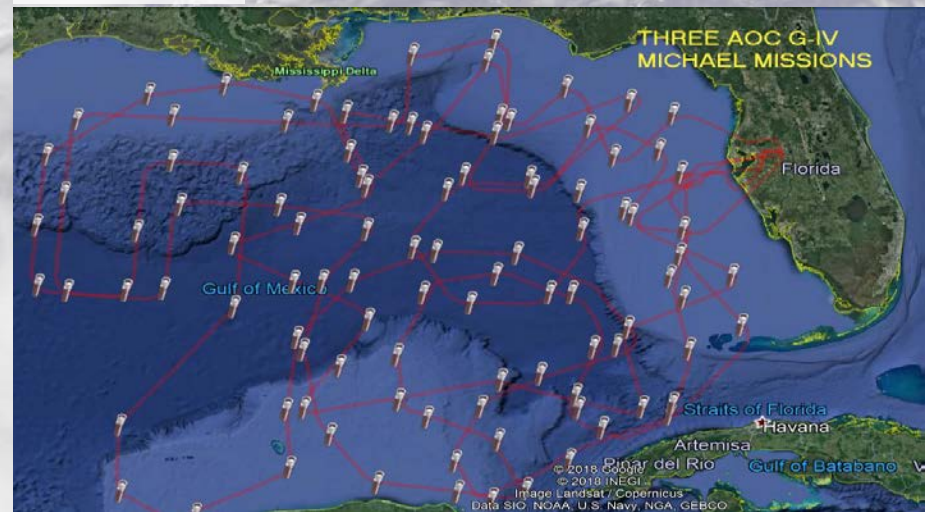 THREE AOC G-IV
MICHAEL MISSIONS
Mississippi Delta
Florida
Gulf of Mexico
Straits of Florida
Havana
Artemisa
Pinar del Rio
Gulf of Batabano
© 2018 Google
© 2018 INEGI
Image Landsat / Copernicus
Data SIO, NOAA, U.S. Navy, NGA, GEBCO